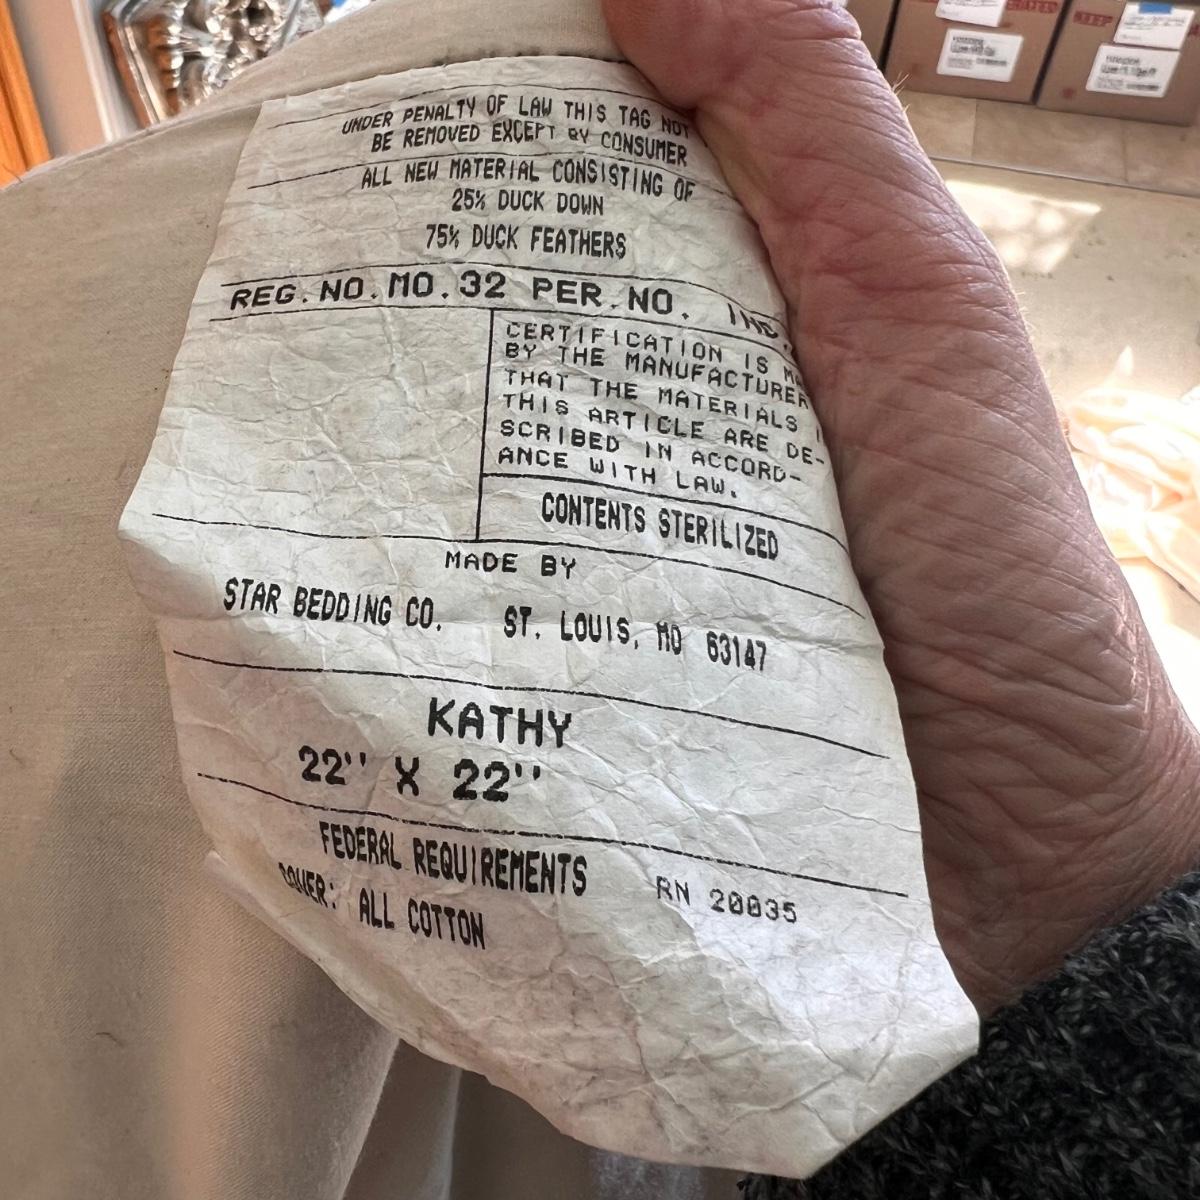 UNDER PENALTY OF LAW THIS TAG NOT
BE REMOVED EXCEPT BY CONSUMER
ALL NEW MATERIAL CONSISTING OF
25% DUCK DOWN
75% DUCK FEATHERS
REG. NO. MO. 32 PER. NO.
CERTIFICATION IS
BY THE MANUFACTURER
THAT THE MATERIALS
THIS ARTICLE ARE DE-
SCRIBED IN ACCORD-
ANCE WITH LAW.
CONTENTS STERILIZED
MADE BY
STAR BEDDING CO. ST. LOUIS, MO 63147
KATHY
22" X 22"
FEDERAL REQUIREMENTS RN 20035
COVER: ALL COTTON